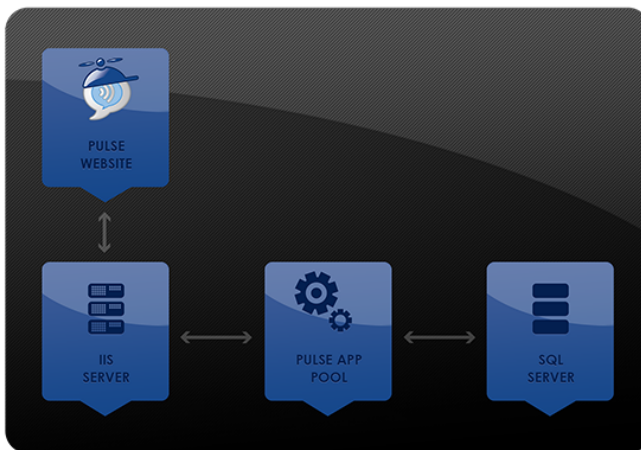 PULSE
WEBSITE
IIS
SERVER
PULSE APP
POOL
SQL
SERVER